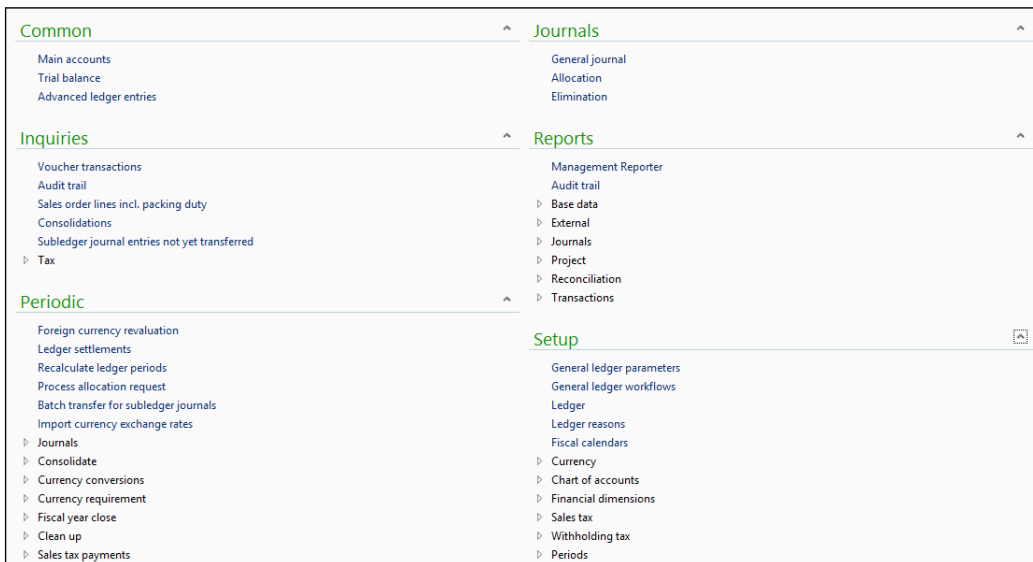 Common
Main accounts
Trial balance
Advanced ledger entries
Inquiries
Voucher transactions
Audit trail
Sales order lines incl. packing duty
Consolidations
Subledger journal entries not yet transferred
Tax
Periodic
Foreign currency revaluation
Ledger settlements
Recalculate ledger periods
Process allocation request
Batch transfer for subledger journals
Import currency exchange rates
Journals
Consolidate
Currency conversions
Currency requirement
Fiscal year close
Clean up
Sales tax payments
Journals
General journal
Allocation
Elimination
Reports
Management Reporter
Audit trail
Base data
External
Journals
Project
Reconciliation
Transactions
Setup
General ledger parameters
General ledger workflows
Ledger
Ledger reasons
Fiscal calendars
Currency
Chart of accounts
Financial dimensions
Sales tax
Withholding tax
Periods